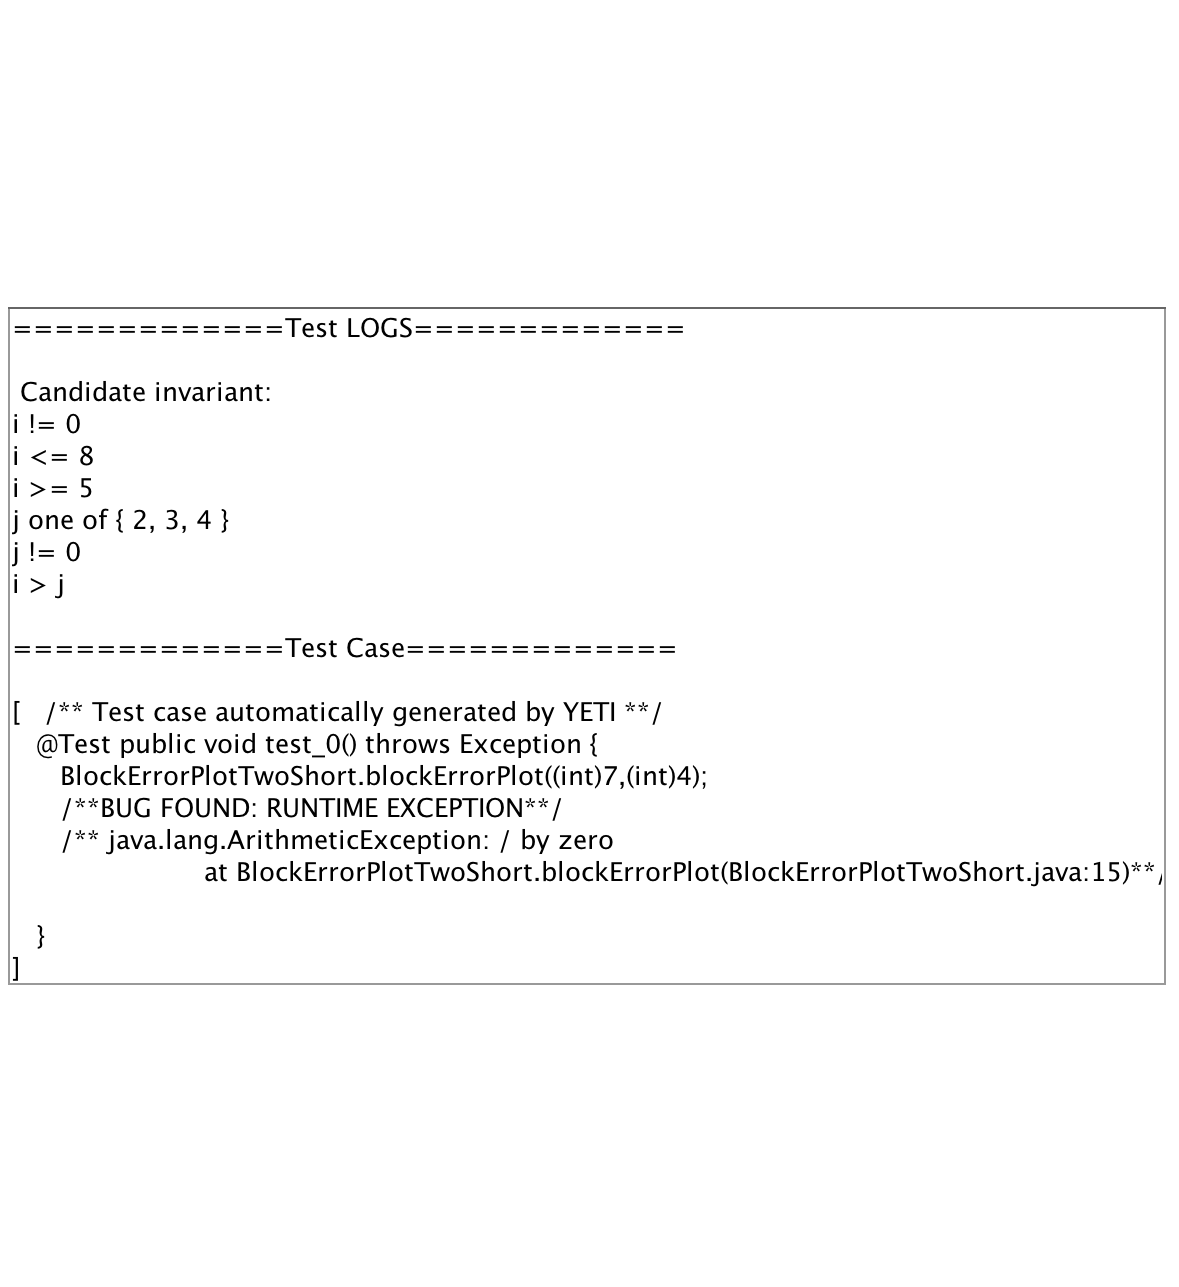 =============Test LOGS=============
Candidate invariant:
i != 0
i <= 8
i >= 5
j one of { 2, 3, 4 }
j != 0
i > j
=============Test Case=============
[   /** Test case automatically generated by YETI **/
@Test public void test_0() throws Exception {
BlockErrorPlotTwoShort.blockErrorPlot((int)7,(int)4);
/**BUG FOUND: RUNTIME EXCEPTION**/
/** java.lang.ArithmeticException: / by zero
at BlockErrorPlotTwoShort.blockErrorPlot(BlockErrorPlotTwoShort.java:15)**/
}
]